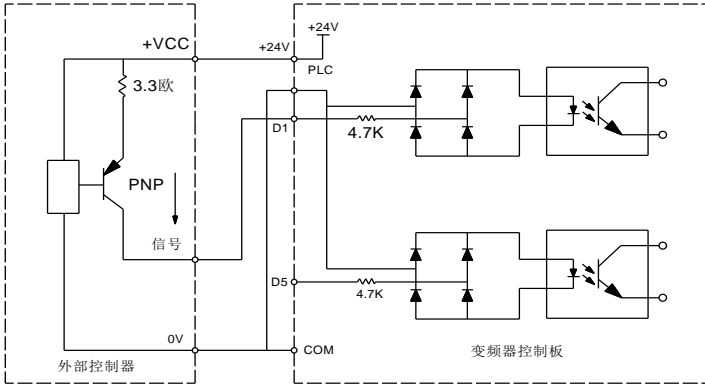 +24V
+VCC
+24V
PLC
3.3欧
D1
4.7K
PNP
信号
D5
4.7K
0V
COM
外部控制器
变频器控制板